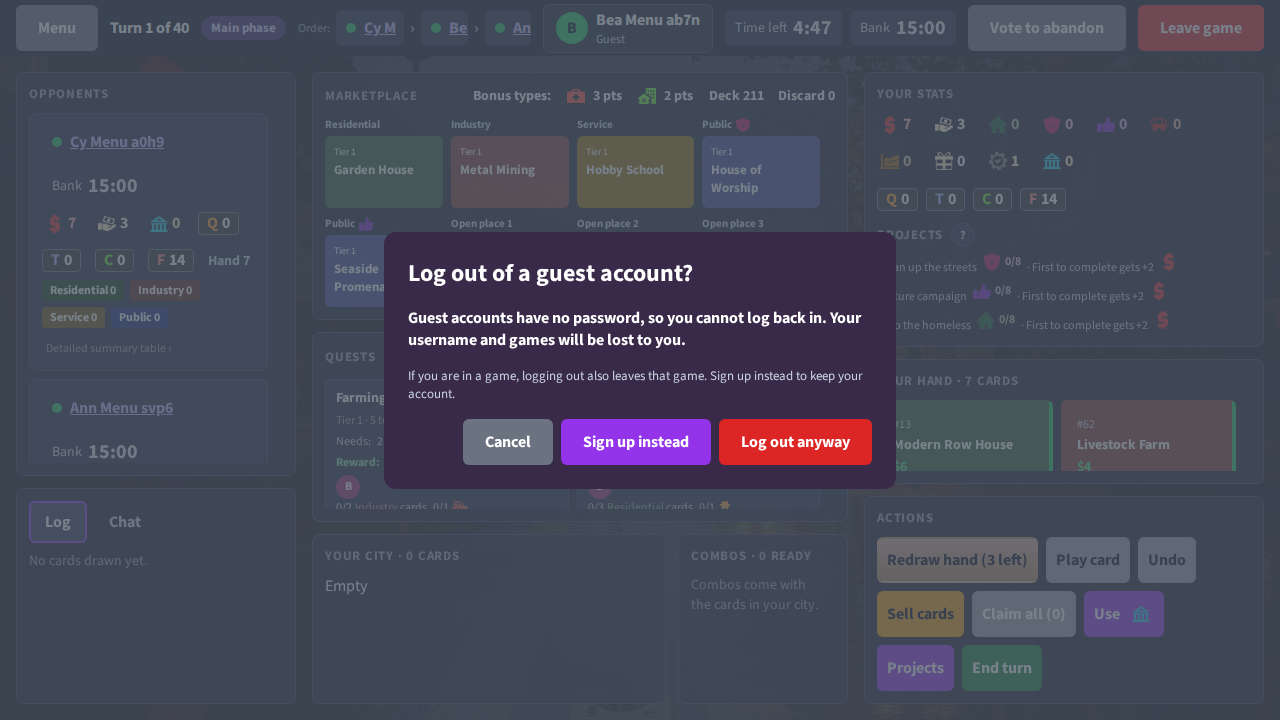 Menu
Turn 1 of 40
Main phase
Order:
Cy M
›
Be
›
An
B
Bea Menu ab7n
Guest
Time left 4:47
Bank 15:00
Vote to abandon
Leave game
OPPONENTS
Cy Menu a0h9
Bank 15:00
7
3
0
Q 0
T 0
C 0
F 14
Hand 7
Residential 0
Industry 0
Service 0
Public 0
Detailed summary table ›
Ann Menu svp6
Bank 15:00
Log
Chat
No cards drawn yet.
MARKETPLACE
Bonus types:
3 pts
2 pts
Deck 211
Discard 0
Residential
Industry
Service
Public
Tier 1
Garden House
Tier 1
Metal Mining
Tier 1
Hobby School
Tier 1
House of
Worship
Public
Open place 1
Open place 2
Open place 3
Tier 1
Seaside
QUESTS
Farming
Tier 1 · 5
Needs: 2
Reward:
B
0/2 Industry cards, 0/1
0/3 Residential cards, 0/1
Log out of a guest account?
Guest accounts have no password, so you cannot log back in. Your
username and games will be lost to you.
If you are in a game, logging out also leaves that game. Sign up instead to keep your
account.
Cancel
Sign up instead
Log out anyway
YOUR CITY · 0 CARDS
Empty
COMBOS · 0 READY
Combos come with
the cards in your city.
YOUR STATS
7
3
0
0
0
0
0
0
1
0
Q 0
T 0
C 0
F 14
?
up the streets
0/8
· First to complete gets +2
campaign
0/8
· First to complete gets +2
the homeless
0/8
· First to complete gets +2
HAND · 7 CARDS
#13
Modern Row House
$6
#62
Livestock Farm
$4
ACTIONS
Redraw hand (3 left)
Play card
Undo
Sell cards
Claim all (0)
Use
Projects
End turn